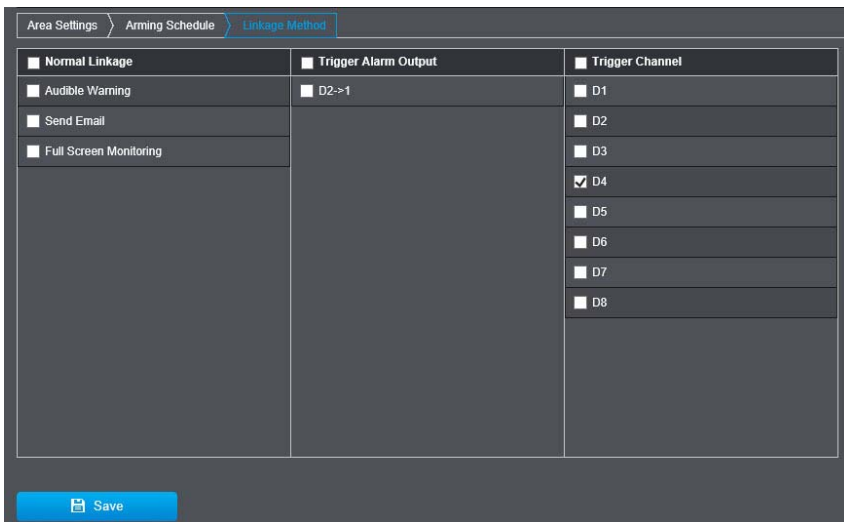 Area Settings Arming Schedule Linkage Method
Normal Linkage Trigger Alarm Output Trigger Channel
Audible Warning D2->1 D1
Send Email D2
Full Screen Monitoring D3
D4
D5
D6
D7
D8
Save